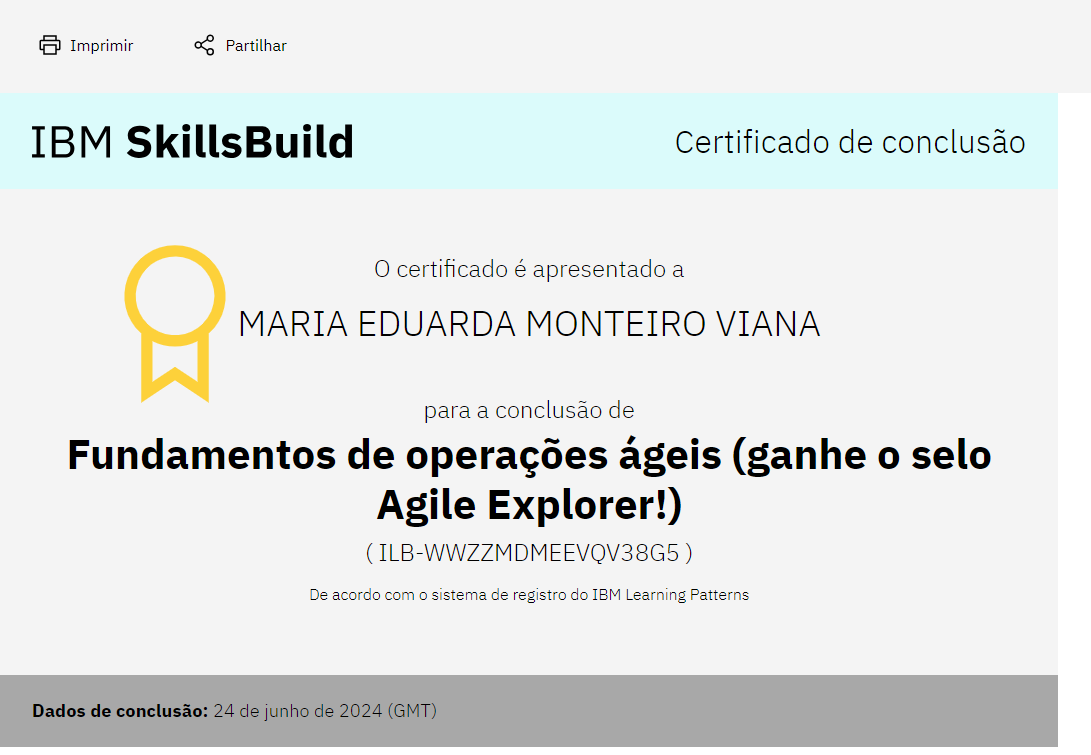 Imprimir
Partilhar
IBM SkillsBuild
Certificado de conclusão
O certificado é apresentado a
MARIA EDUARDA MONTEIRO VIANA
para a conclusão de
Fundamentos de operações ágeis (ganhe o selo
Agile Explorer!)
( ILB-WWZZMDMEEVQV38G5 )
De acordo com o sistema de registro do IBM Learning Patterns
Dados de conclusão: 24 de junho de 2024 (GMT)